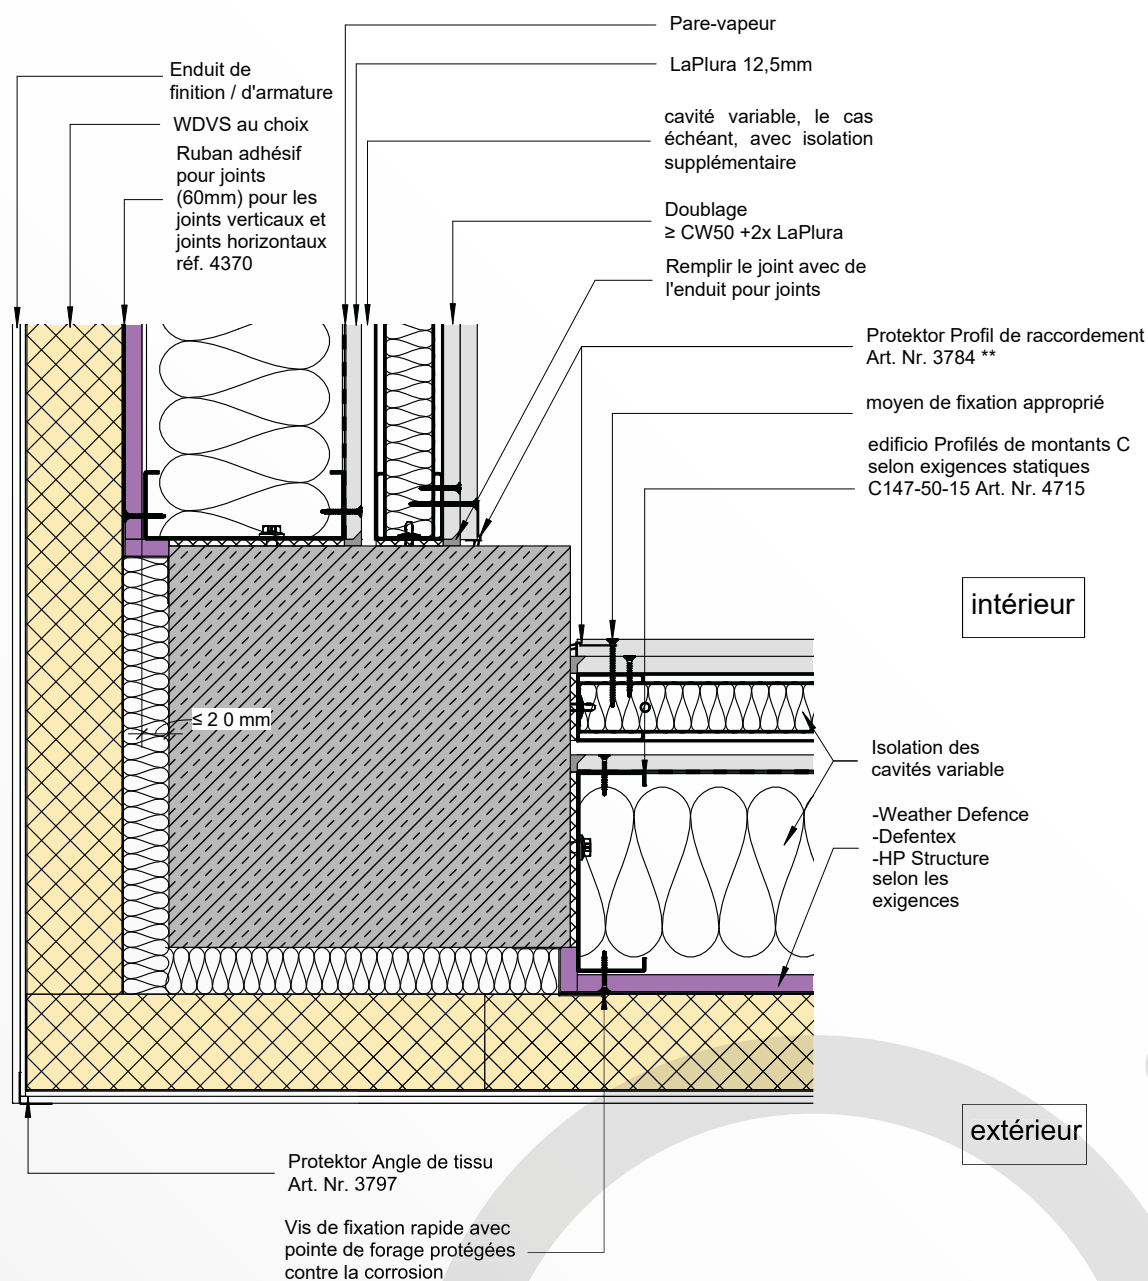 Pare-vapeur
Enduit de
finition / d'armature
LaPlura 12,5mm
WDVS au choix
cavité variable, le cas
échéant, avec isolation
supplémentaire
Ruban adhésif
pour joints
(60mm) pour les
joints verticaux et
joints horizontaux
réf. 4370
Doublage
≥ CW50 +2x LaPlura
Remplir le joint avec de
l'enduit pour joints
Protektor Profil de raccordement
Art. Nr. 3784 **
moyen de fixation approprié
edificio Profilés de montants C
selon exigences statiques
C147-50-15 Art. Nr. 4715
intérieur
≤ 2 0 mm
Isolation des
cavités variable
-Weather Defence
-Defentex
-HP Structure
selon les
exigences
extérieur
Protektor Angle de tissu
Art. Nr. 3797
Vis de fixation rapide avec
pointe de forage protégées
contre la corrosion